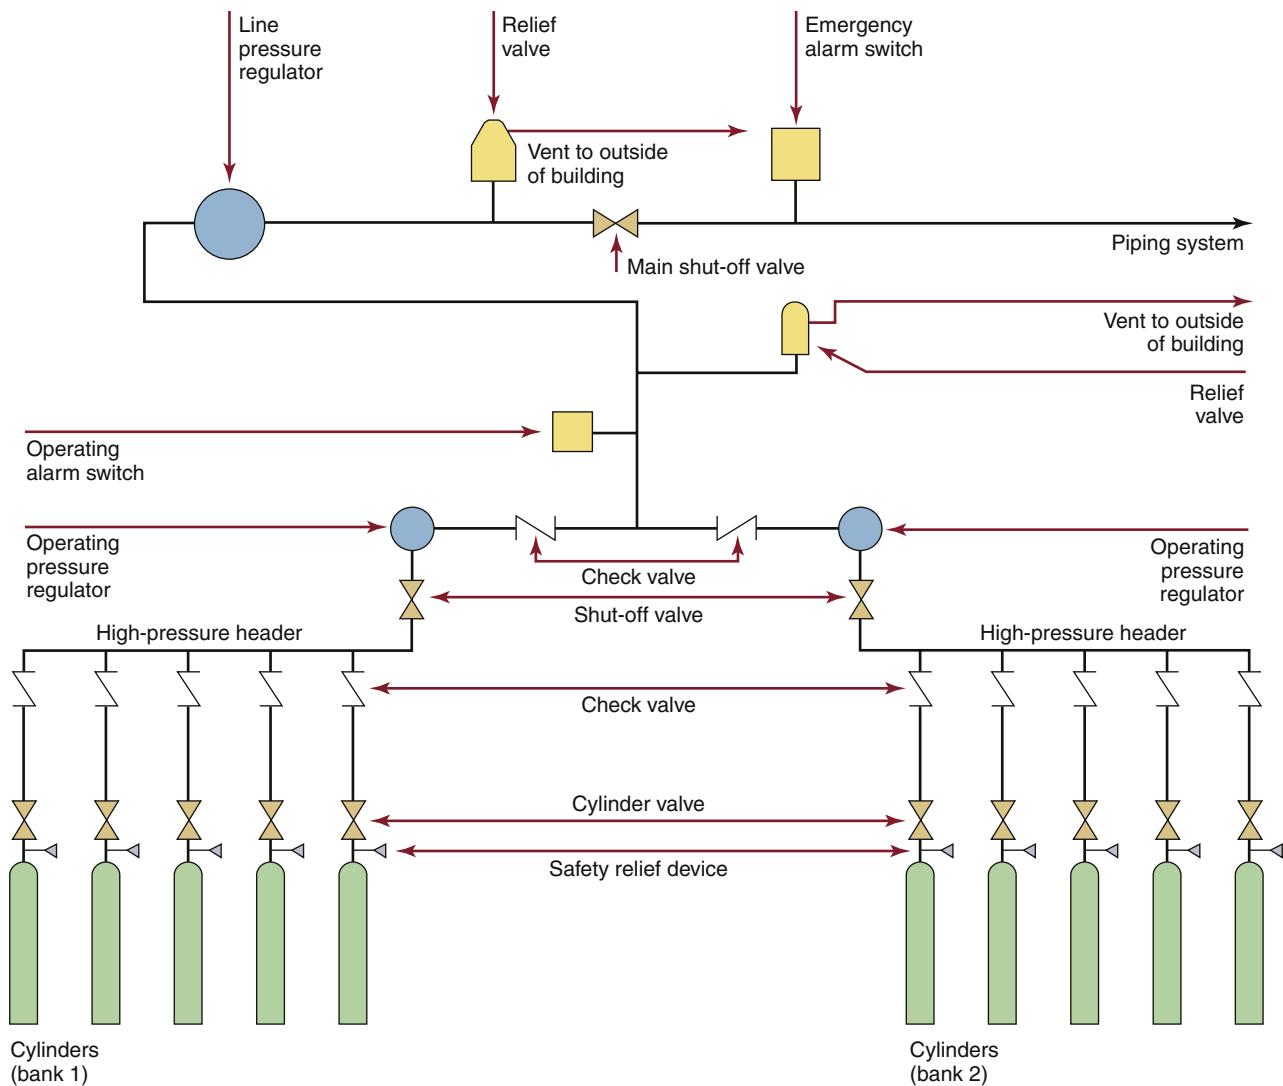 Line
pressure
regulator
Relief
valve
Emergency
alarm switch
Vent to outside
of building
Piping system
Main shut-off valve
Vent to outside
of building
Relief
valve
Operating
alarm switch
Operating
pressure
regulator
Check valve
Operating
pressure
regulator
Shut-off valve
High-pressure header
High-pressure header
Check valve
Cylinder valve
Safety relief device
Cylinders
(bank 1)
Cylinders
(bank 2)